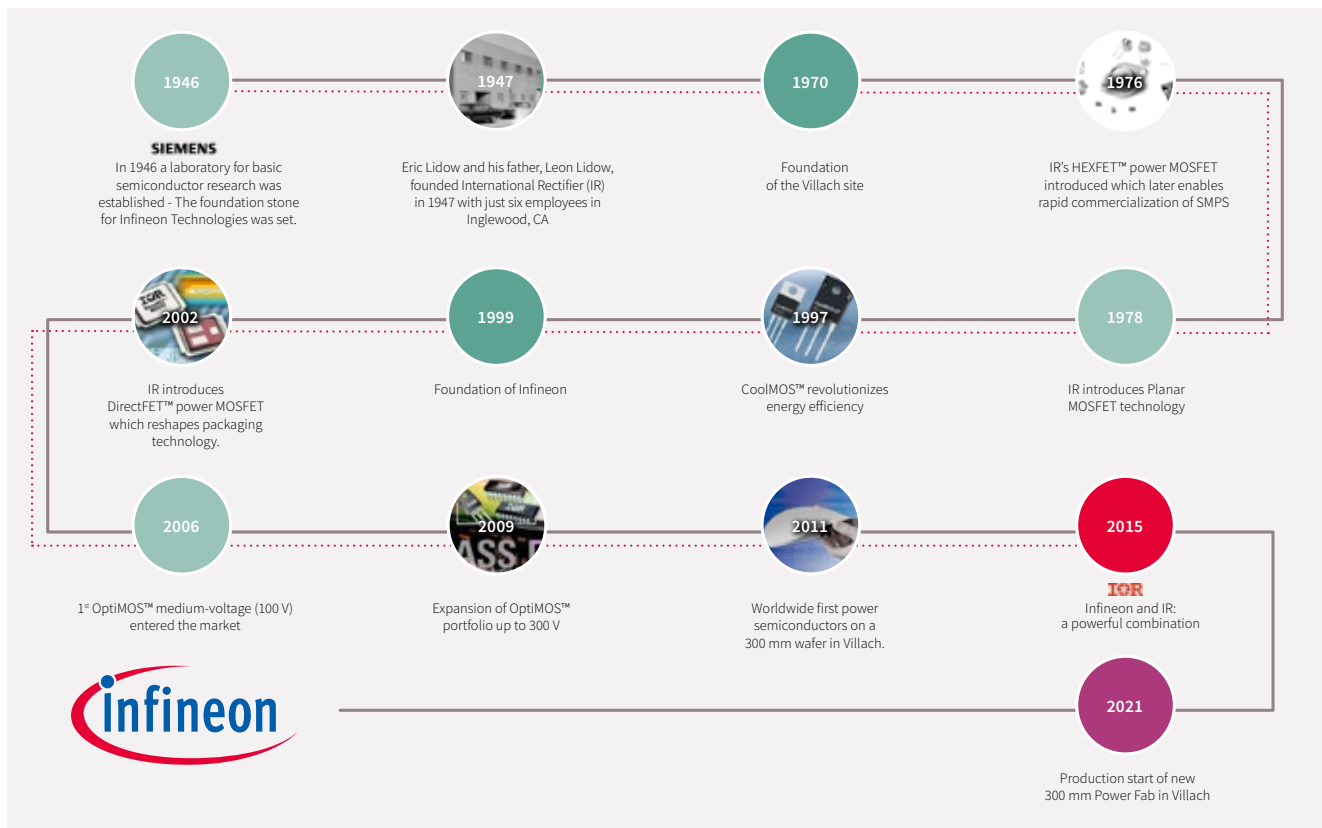 1946
1947
1970
1976
SIEMENS
In 1946 a laboratory for basic
semiconductor research was
established - The foundation stone
for Infineon Technologies was set.
Eric Lidow and his father, Leon Lidow,
founded International Rectifier (IR)
in 1947 with just six employees in
Inglewood, CA
Foundation
of the Villach site
IR's HEXFET™ power MOSFET
introduced which later enables
rapid commercialization of SMPS
IOR
2002
1999
1997
1978
IR introduces
DirectFET™ power MOSFET
which reshapes packaging
technology.
Foundation of Infineon
CoolMOS™ revolutionizes
energy efficiency
IR introduces Planar
MOSFET technology
2006
2009
ASS
2011
2015
1st OptiMOS™ medium-voltage (100 V)
entered the market
Expansion of OptiMOS™
portfolio up to 300 V
Worldwide first power
semiconductors on a
300 mm wafer in Villach.
IOR
Infineon and IR:
a powerful combination
infineon
2021
Production start of new
300 mm Power Fab in Villach